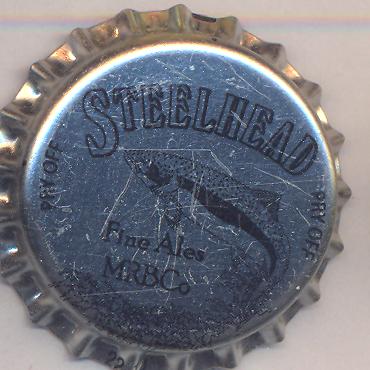 STEELHEAD
PRY OFF
PRY OFF
Fine Ales
MRBCo